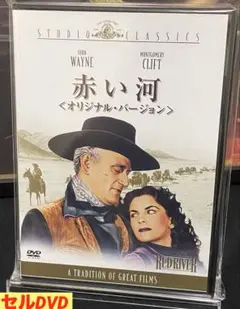 STUDIO CLASSICS
JOHN WAYNE
MONTGOMERY CLIFT
赤い河
<オリジナル・バージョン>
RED RIVER
DVD
A TRADITION OF GREAT FILMS
セルDVD